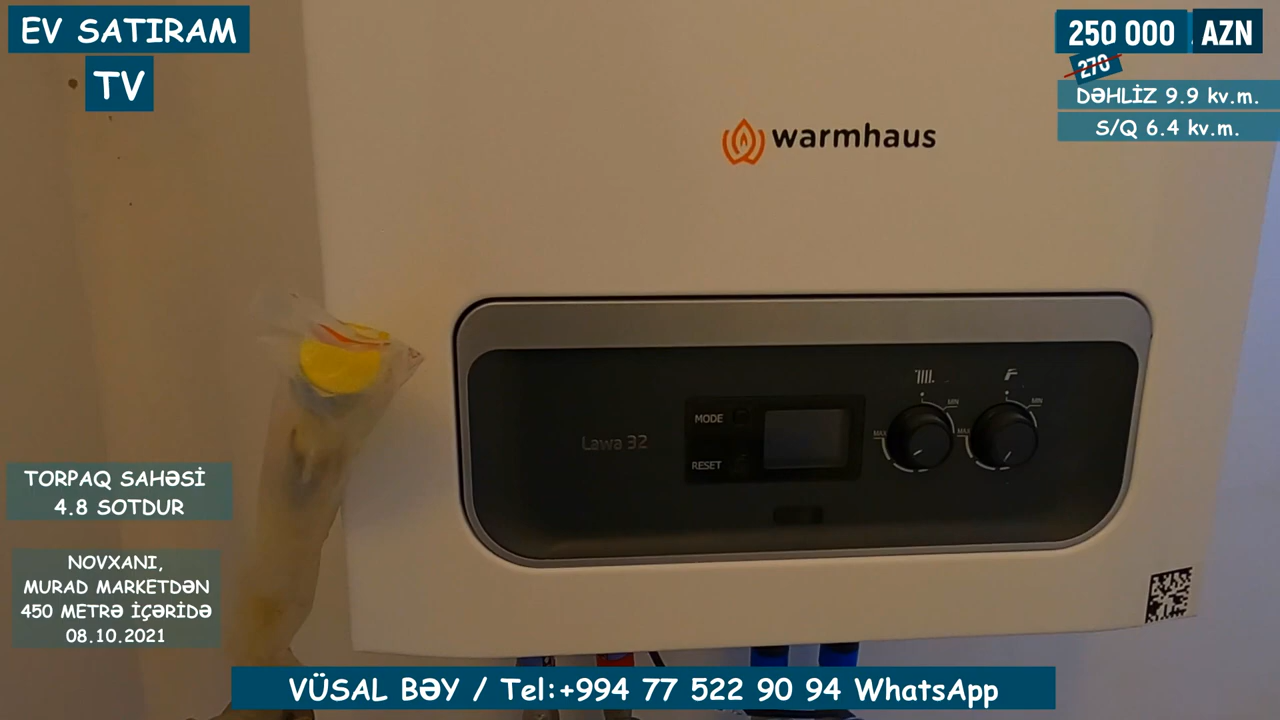 EV SATIRAM
TV
250 000 AZN
270
DƏHLİZ 9.9 kv.m.
S/Q 6.4 kv.m.
warmhaus
MODE
Lawa 32
RESET
MIN
MAX
MIN
MAX
TORPAQ SAHƏSİ
4.8 SOTDUR
NOVXANI,
MURAD MARKETDƏN
450 METRƏ İÇƏRİDƏ
08.10.2021
VÜSAL BƏY / Tel:+994 77 522 90 94 WhatsApp